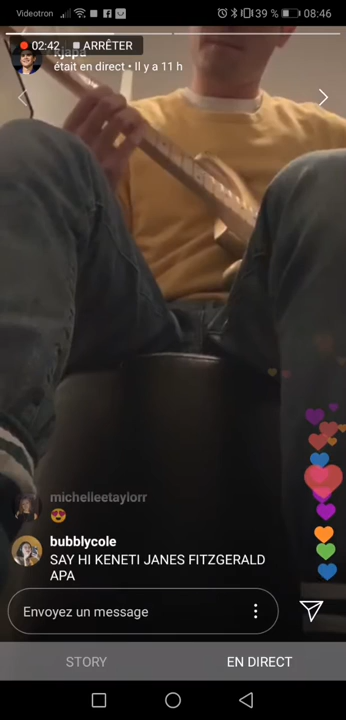 Videotron 39 % 08:46
02:42 ARRÊTER
kjapa
était en direct • Il y a 11 h
michelleetaylorr
bubblycole
SAY HI KENETI JANES FITZGERALD
APA
Envoyez un message
STORY EN DIRECT